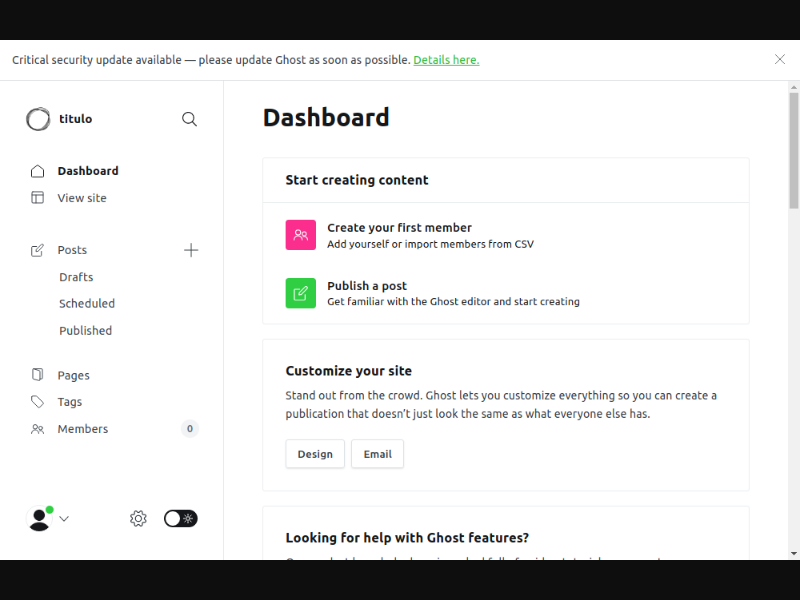 Critical security update available — please update Ghost as soon as possible. Details here.
titulo
Dashboard
View site
Posts
Drafts
Scheduled
Published
Pages
Tags
Members
0
Dashboard
Start creating content
Create your first member
Add yourself or import members from CSV
Publish a post
Get familiar with the Ghost editor and start creating
Customize your site
Stand out from the crowd. Ghost lets you customize everything so you can create a
publication that doesn’t just look the same as what everyone else has.
Design
Email
Looking for help with Ghost features?